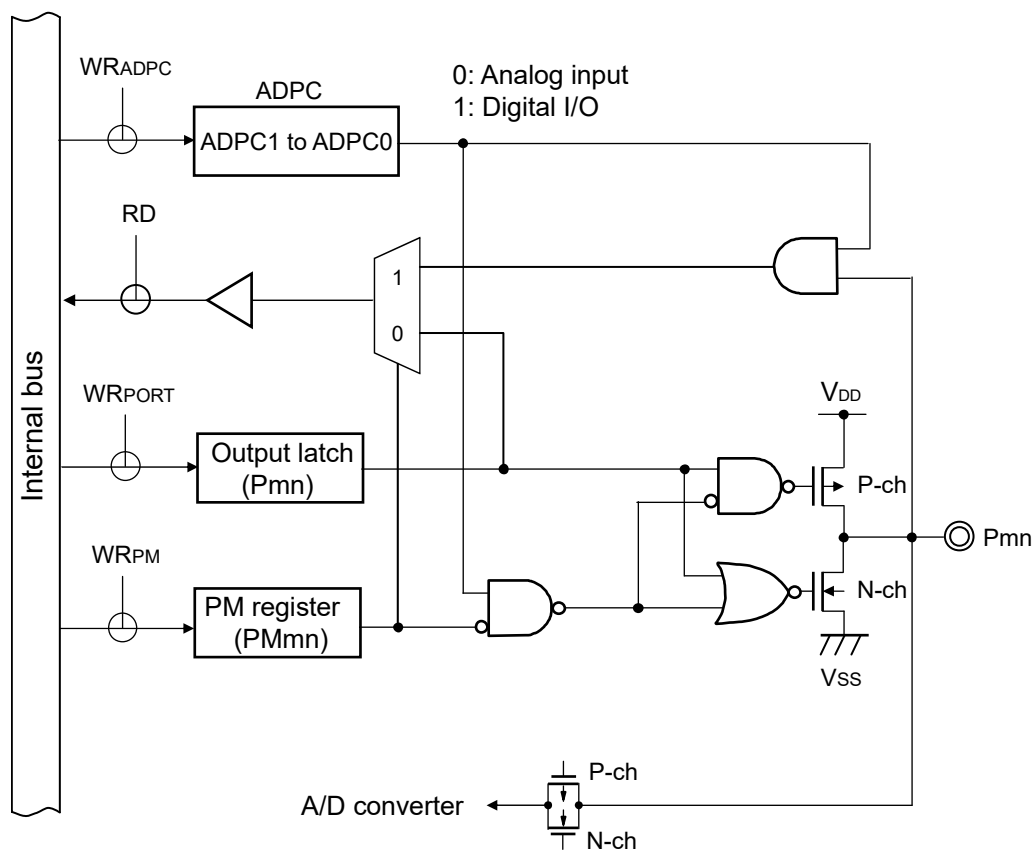 WRADPC
ADPC
0: Analog input
1: Digital I/O
ADPC1 to ADPC0
RD
1
0
Internal bus
WRPORT
VDD
Output latch
(Pmn)
P-ch
Pmn
WRPM
N-ch
PM register
(PMmn)
VSS
P-ch
A/D converter
N-ch